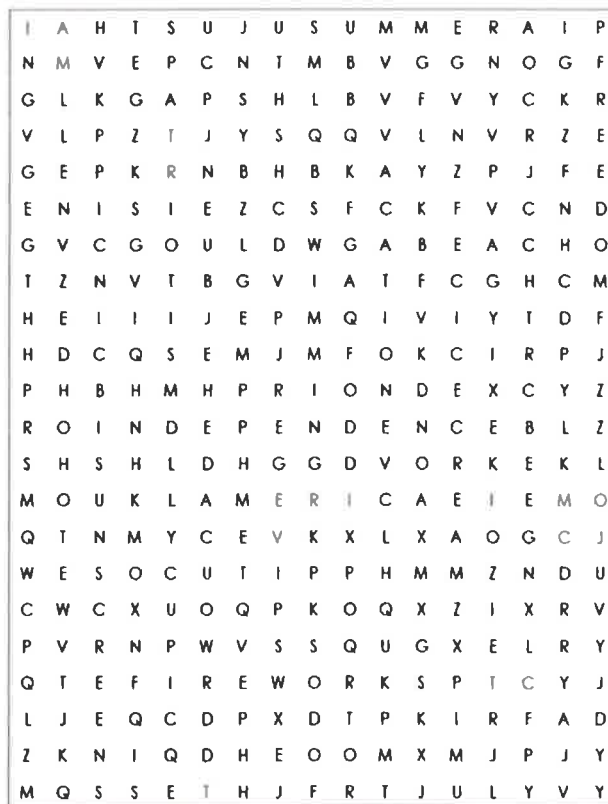 I A H T S U J U S U M M E R A I P
N M V E P C N T M B V G G N O G F
G L K G A P S H L B V F V Y C K R
V L P Z T J Y S Q Q V L N V R Z E
G E P K R N B H B K A Y Z P J F E
E N I S I E Z C S F C K F V C N D
G V C G O U L D W G A B E A C H O
T Z N V T B G V I A T F C G H C M
H E I I I J E P M Q I V I Y T D F
H D C Q S E M J M F O K C I R P J
P H B H M H P R I O N D E X C Y Z
R O I N D E P E N D E N C E B L Z
S H S H L D H G G D V O R K E K L
M O U K L A M E R I C A E I E M O
Q T N M Y C E V K X L X A O G C J
W E S O C U T I P P H M M Z N D U
C W C X U O Q P K O Q X Z I X R V
P V R N P W V S S Q U G X E L R Y
Q T E F I R E W O R K S P T C Y J
L J E Q C D P X D T P K I R F A D
Z K N I Q D H E O O M X M J P J Y
M Q S S E T H J F R T J U L Y V Y